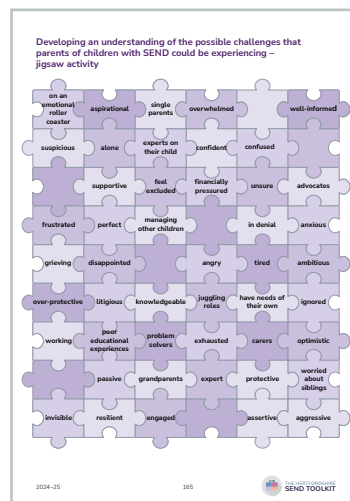 Developing an understanding of the possible challenges that
parents of children with SEND could be experiencing –
jigsaw activity
on an
emotional
roller
coaster
aspirational
single
parents
overwhelmed
well-informed
suspicious
alone
experts on
their child
confident
confused
supportive
feel
excluded
financially
pressured
unsure
advocates
frustrated
perfect
managing
other children
in denial
anxious
grieving
disappointed
angry
tired
ambitious
over-protective
litigious
knowledgeable
juggling
roles
have needs of
their own
ignored
working
poor
educational
experiences
problem
solvers
exhausted
carers
optimistic
passive
grandparents
expert
protective
worried
about
siblings
invisible
resilient
engaged
assertive
aggressive
2024–25
165
THE HERTFORDSHIRE
SEND TOOLKIT